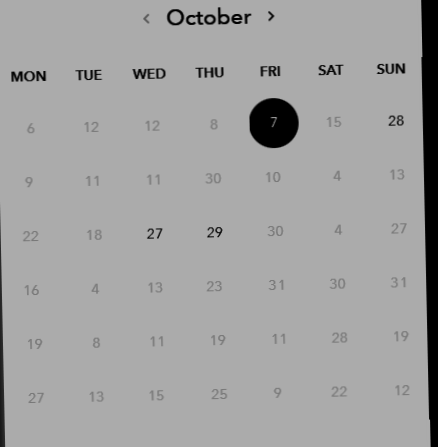 ‹ October ›
MON TUE WED THU FRI SAT SUN
6 12 12 8 7 15 28
9 11 11 30 10 4 13
22 18 27 29 30 4 27
16 4 13 23 31 30 31
19 8 11 19 11 28 19
27 13 15 25 9 22 12